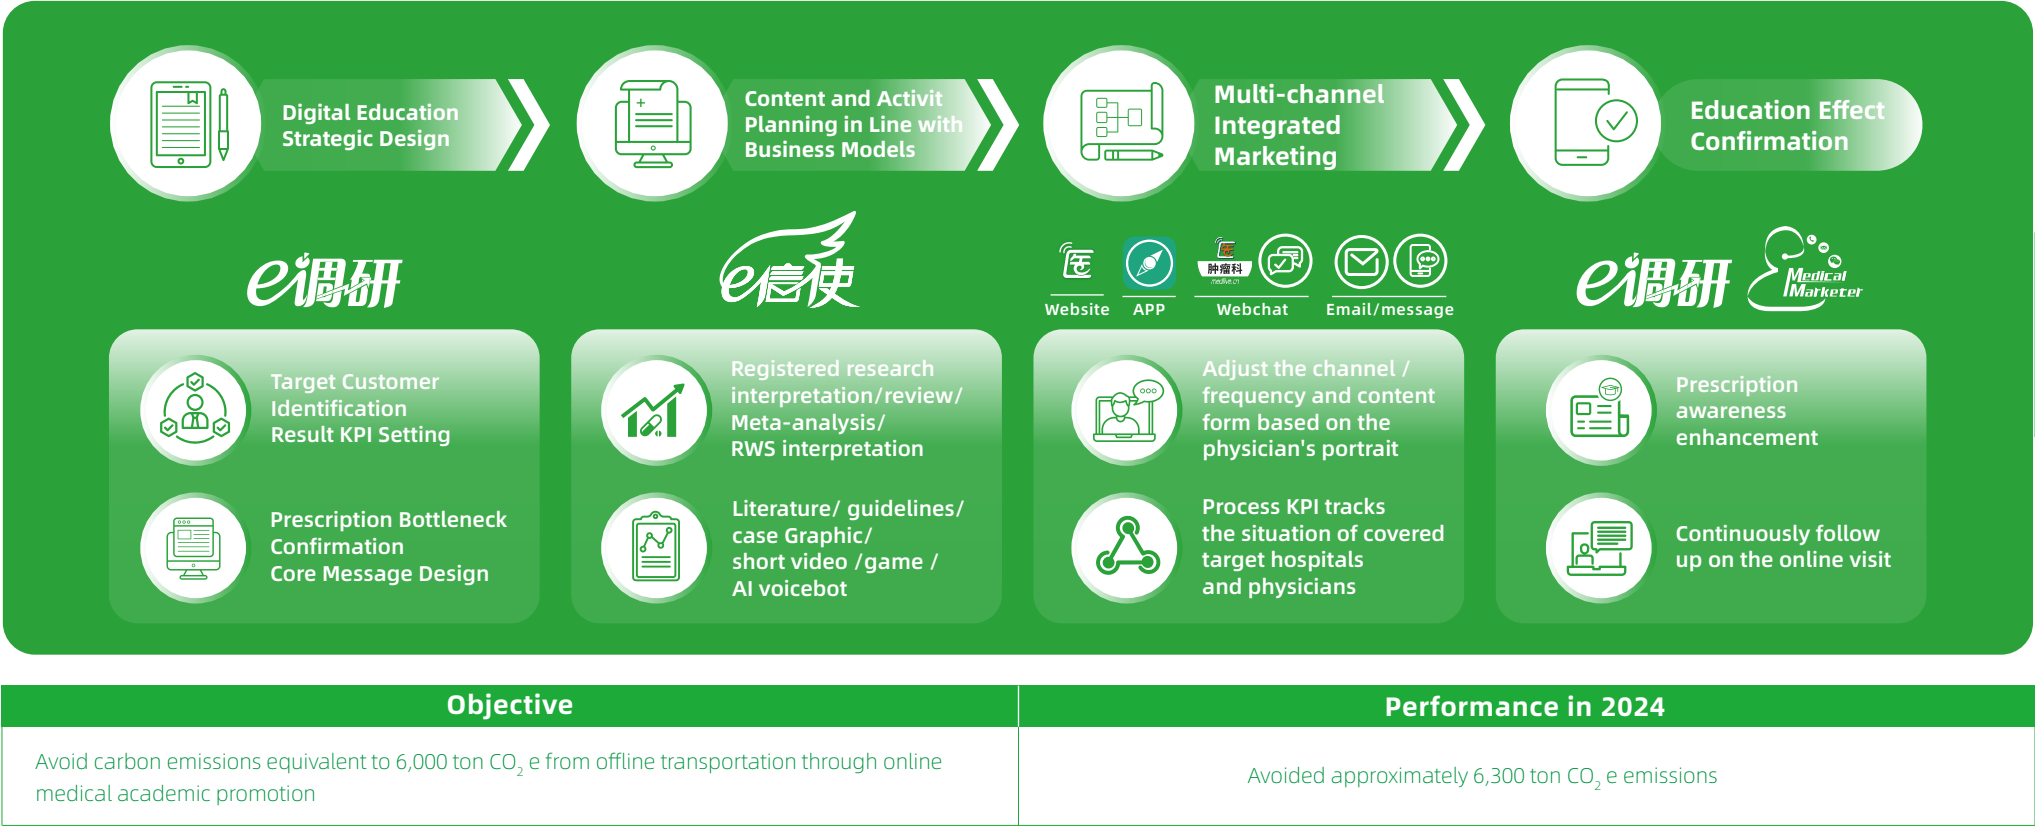 Digital Education
Strategic Design
Content and Activit
Planning in Line with
Business Models
Multi-channel
Integrated
Marketing
Education Effect
Confirmation
e调研
e信使
医
Website
APP
肿瘤科
medlive.cn
Webchat
Email/message
e调研
Medical
Marketer
Target Customer
Identification
Result KPI Setting
Prescription Bottleneck
Confirmation
Core Message Design
Registered research
interpretation/review/
Meta-analysis/
RWS interpretation
Literature/ guidelines/
case Graphic/
short video /game /
AI voicebot
Adjust the channel /
frequency and content
form based on the
physician's portrait
Process KPI tracks
the situation of covered
target hospitals
and physicians
Prescription
awareness
enhancement
Continuously follow
up on the online visit
Objective
Performance in 2024
Avoid carbon emissions equivalent to 6,000 ton CO₂ e from offline transportation through online
medical academic promotion
Avoided approximately 6,300 ton CO₂ e emissions